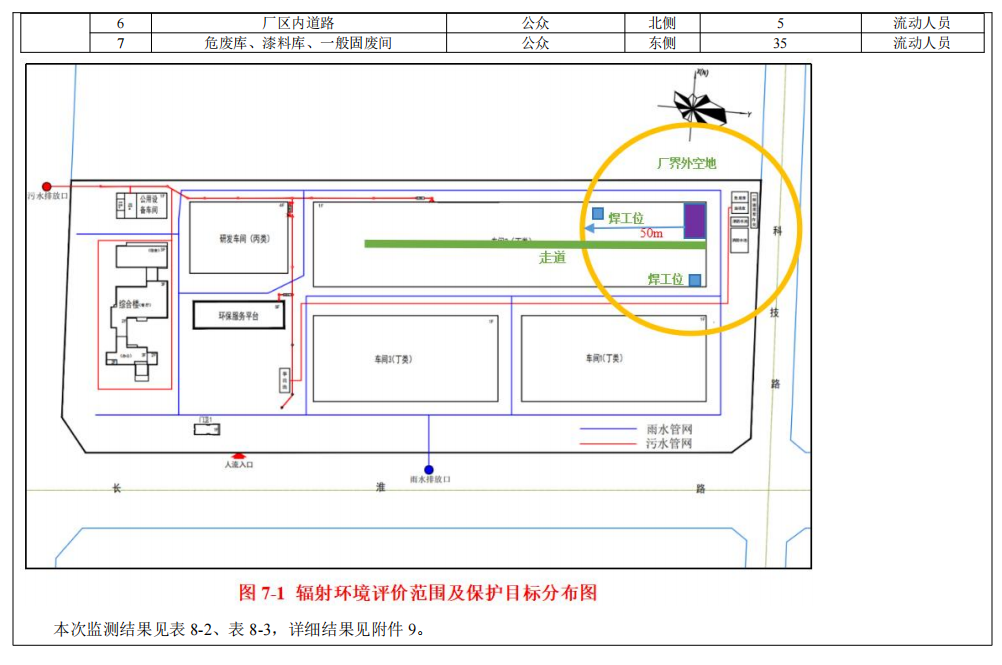 6 厂区内道路 公众 北侧 5 流动人员
7 危废库、漆料库、一般固废间 公众 东侧 35 流动人员
X(N)
Y
厂界外空地
污水排放口
公用设备车间
研发车间（丙类）
焊工位
50m
走道
焊工位
科
技
路
综合楼
环保服务平台
车间3(丁类)
车间1(丁类)
门卫1
人流入口
雨水管网
污水管网
雨水排放口
长 淮 路
图 7-1 辐射环境评价范围及保护目标分布图
本次监测结果见表 8-2、表 8-3，详细结果见附件 9。